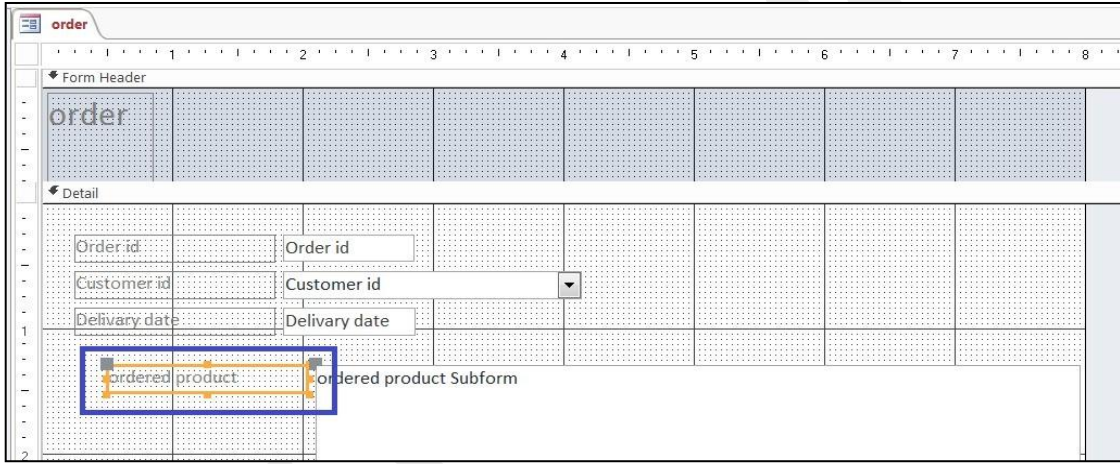 order
1 2 3 4 5 6 7 8
Form Header
order
Detail
Order id Order id
Customer id Customer id
Delivary date Delivary date
1
ordered product ordered product Subform
2